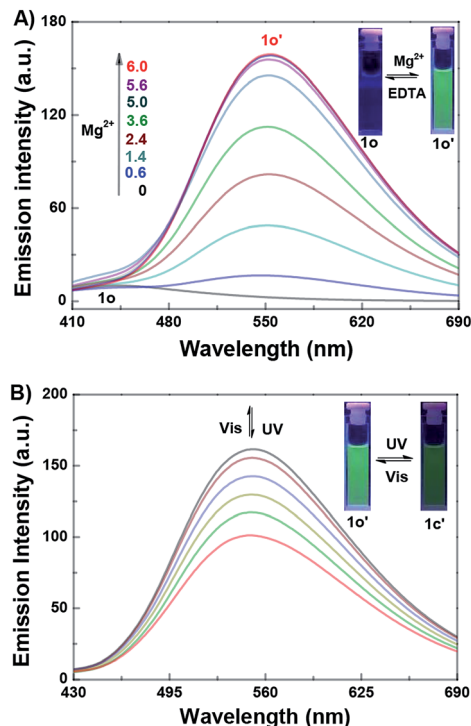 A)
Emission intensity (a.u.)
180
120
60
0
Mg2+
6.0
5.6
5.0
3.6
2.4
1.4
0.6
0
1o'
1o
Mg2+
EDTA
1o
1o'
410
480
550
620
690
Wavelength (nm)
B)
Emission Intensity (a.u.)
200
150
100
50
0
Vis
UV
UV
Vis
1o'
1c'
430
495
560
625
690
Wavelength (nm)